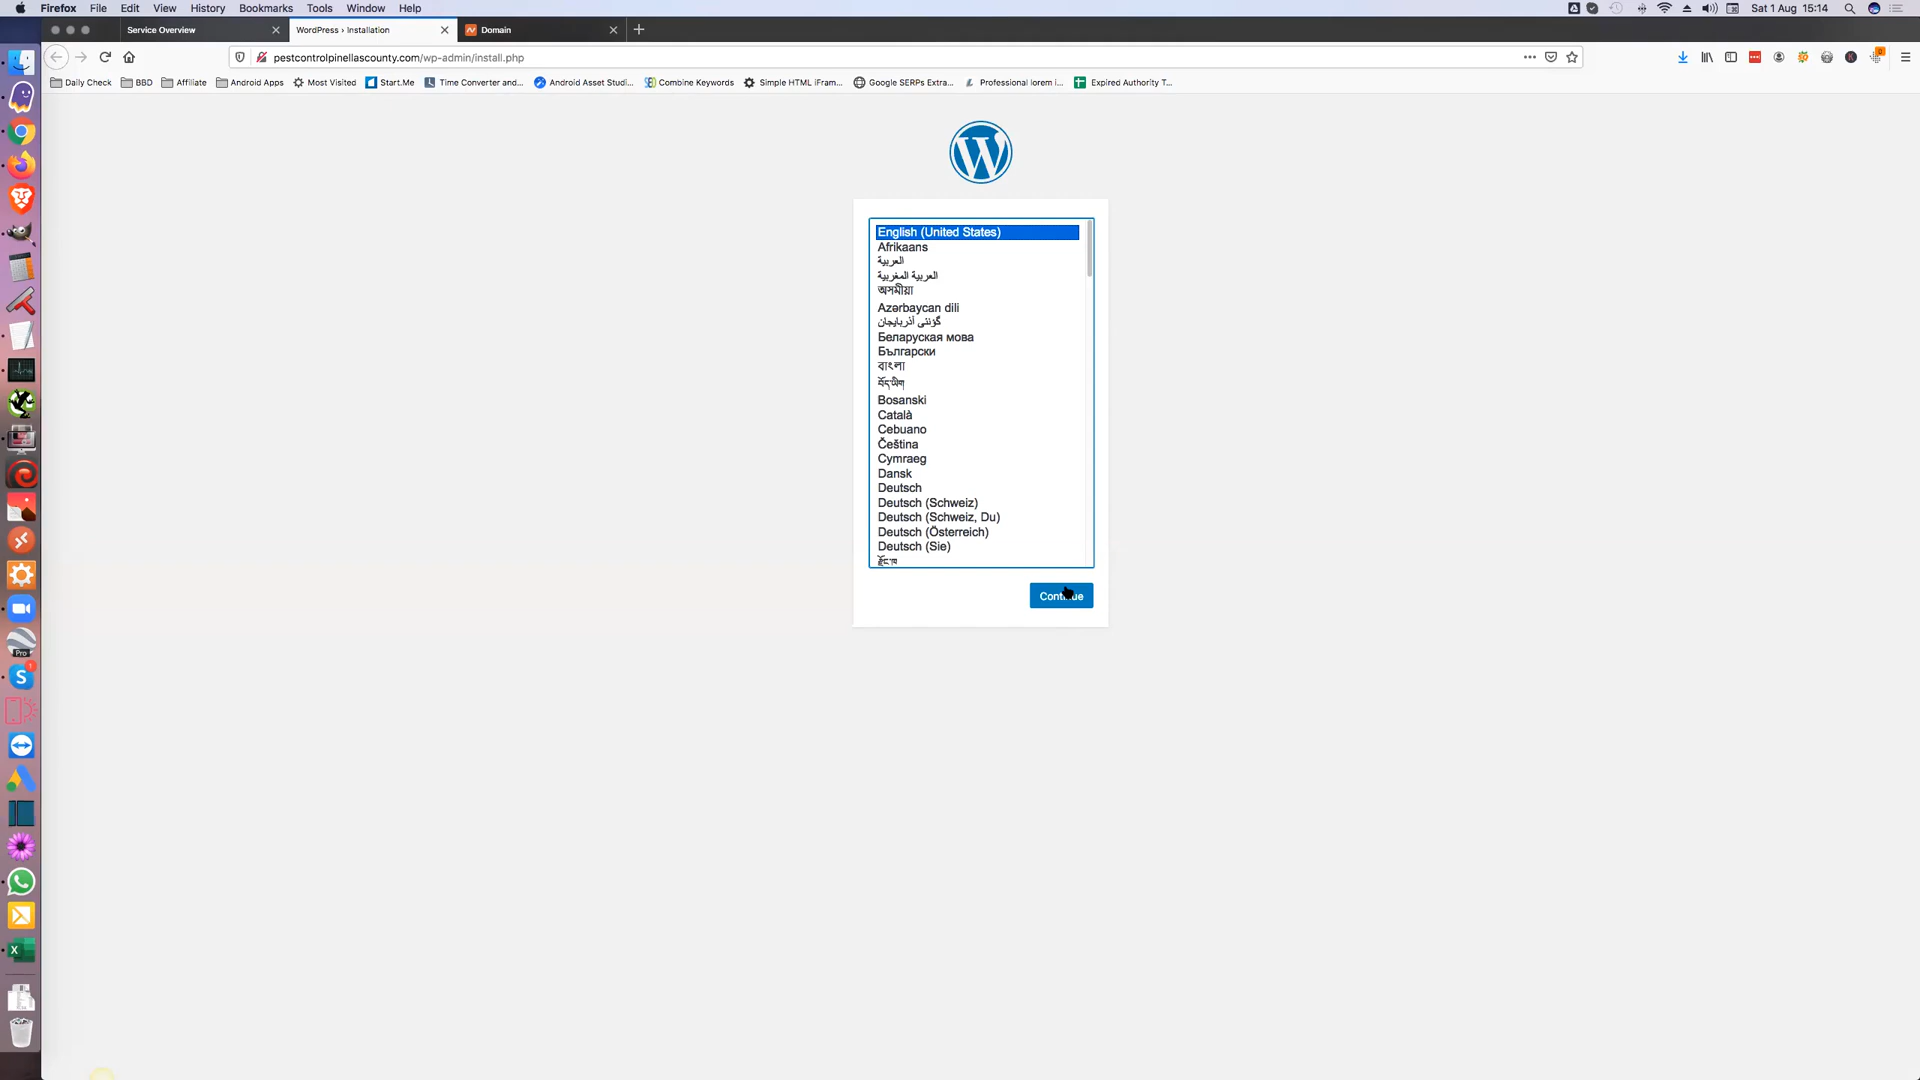 Firefox File Edit View History Bookmarks Tools Window Help Sat 1 Aug 15:14
Service Overview WordPress › Installation Domain
pestcontrolpinellascounty.com/wp-admin/install.php
Daily Check BBD Affiliate Android Apps Most Visited Start.Me Time Converter and... Android Asset Studi... Combine Keywords Simple HTML iFram... Google SERPs Extra... Professional lorem i... Expired Authority T...
English (United States)
Afrikaans
العربية
العربية المغربية
অসমীয়া
Azərbaycan dili
گؤنئی آذربایجان
Беларуская мова
Български
বাংলা
བོད་ཡིག
Bosanski
Català
Cebuano
Čeština
Cymraeg
Dansk
Deutsch
Deutsch (Schweiz)
Deutsch (Schweiz, Du)
Deutsch (Österreich)
Deutsch (Sie)
རྫོང་ཁ
Continue
Pro